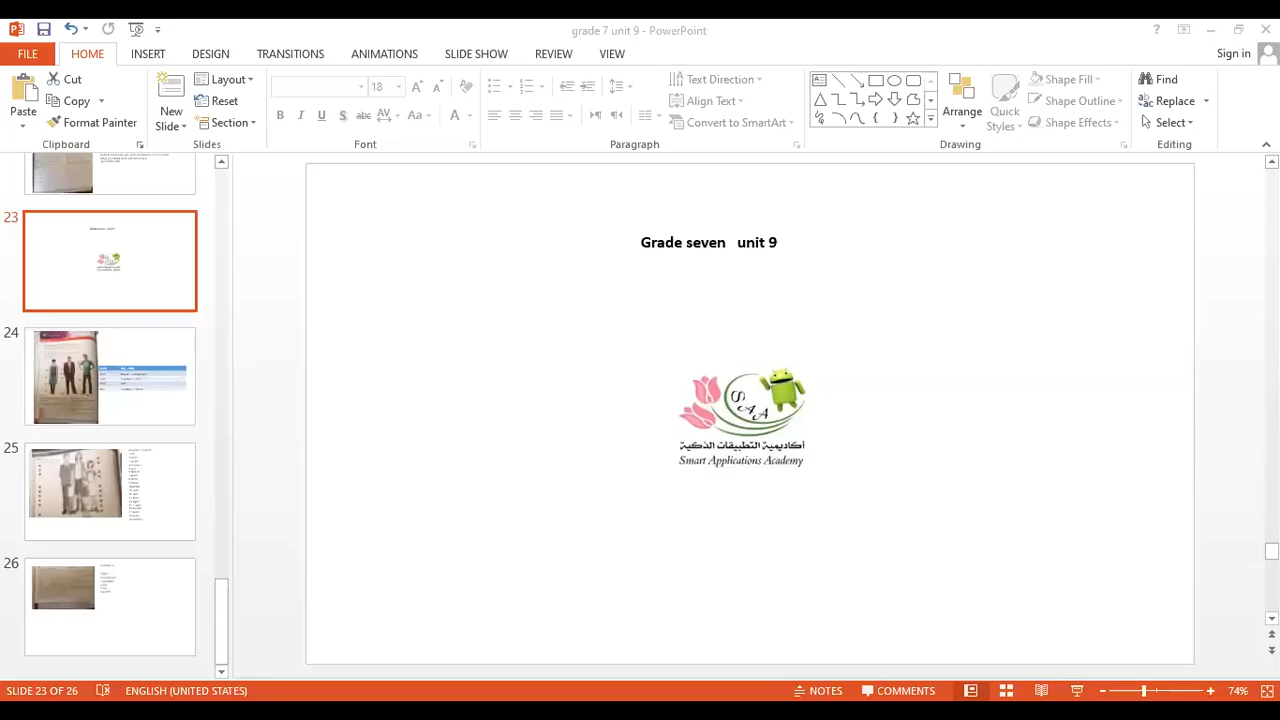 grade 7 unit 9 - PowerPoint
?
FILE HOME INSERT DESIGN TRANSITIONS ANIMATIONS SLIDE SHOW REVIEW VIEW
Sign in
Paste
Cut
Copy
Format Painter
Clipboard
New
Slide
Layout
Reset
Section
Slides
18
B I U S abc AV Aa A
Font
Text Direction
Align Text
Convert to SmartArt
Paragraph
Arrange
Quick
Styles
Shape Fill
Shape Outline
Shape Effects
Drawing
Find
Replace
Select
Editing
23
24
25
26
Grade seven unit 9
SAA
أكاديمية التطبيقات الذكية
Smart Applications Academy
SLIDE 23 OF 26 ENGLISH (UNITED STATES) NOTES COMMENTS 74%